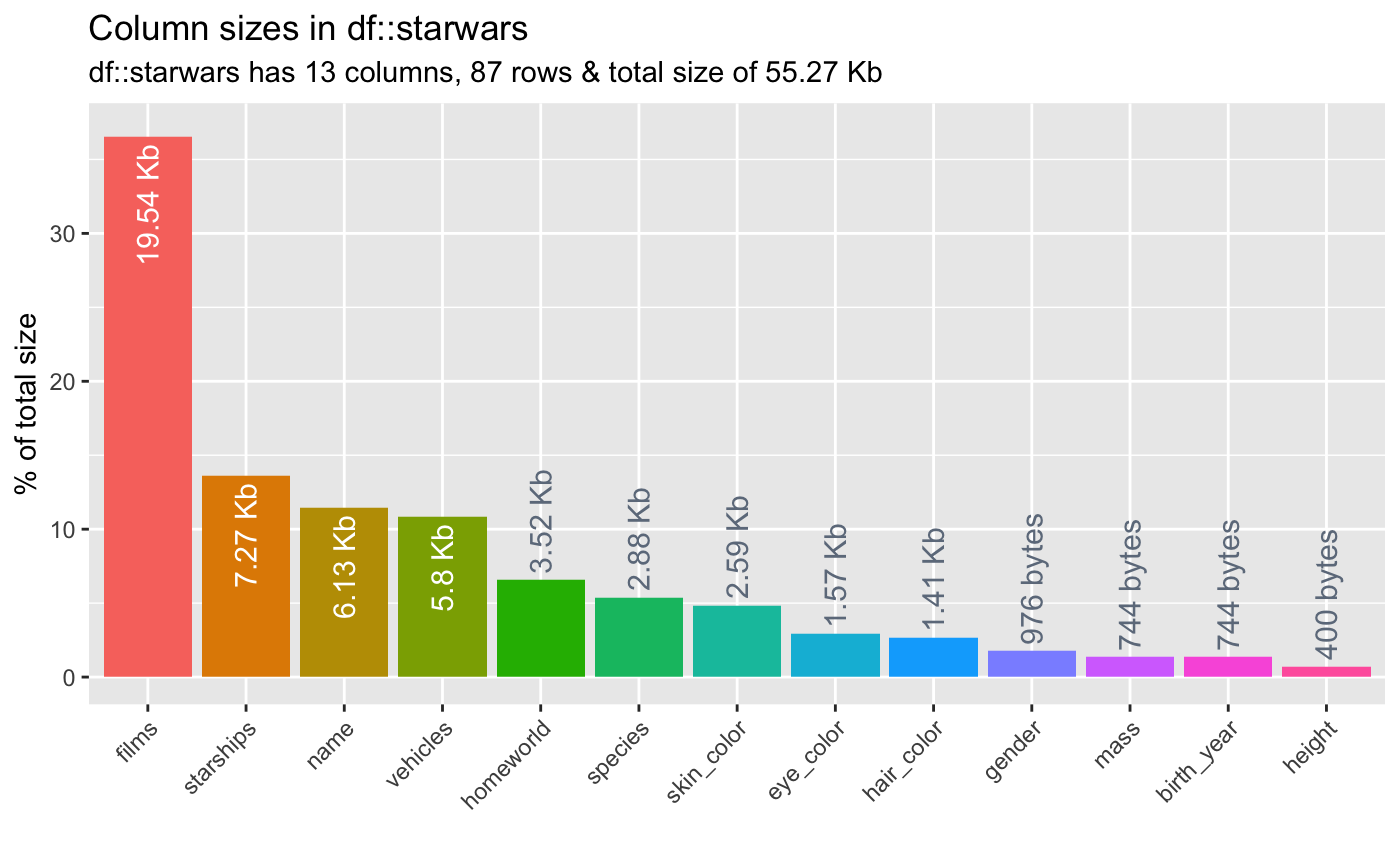 Column sizes in df::starwars
df::starwars has 13 columns, 87 rows & total size of 55.27 Kb
% of total size
30
20
10
0
19.54 Kb
7.27 Kb
6.13 Kb
5.8 Kb
3.52 Kb
2.88 Kb
2.59 Kb
1.57 Kb
1.41 Kb
976 bytes
744 bytes
744 bytes
400 bytes
films
starships
name
vehicles
homeworld
species
skin_color
eye_color
hair_color
gender
mass
birth_year
height